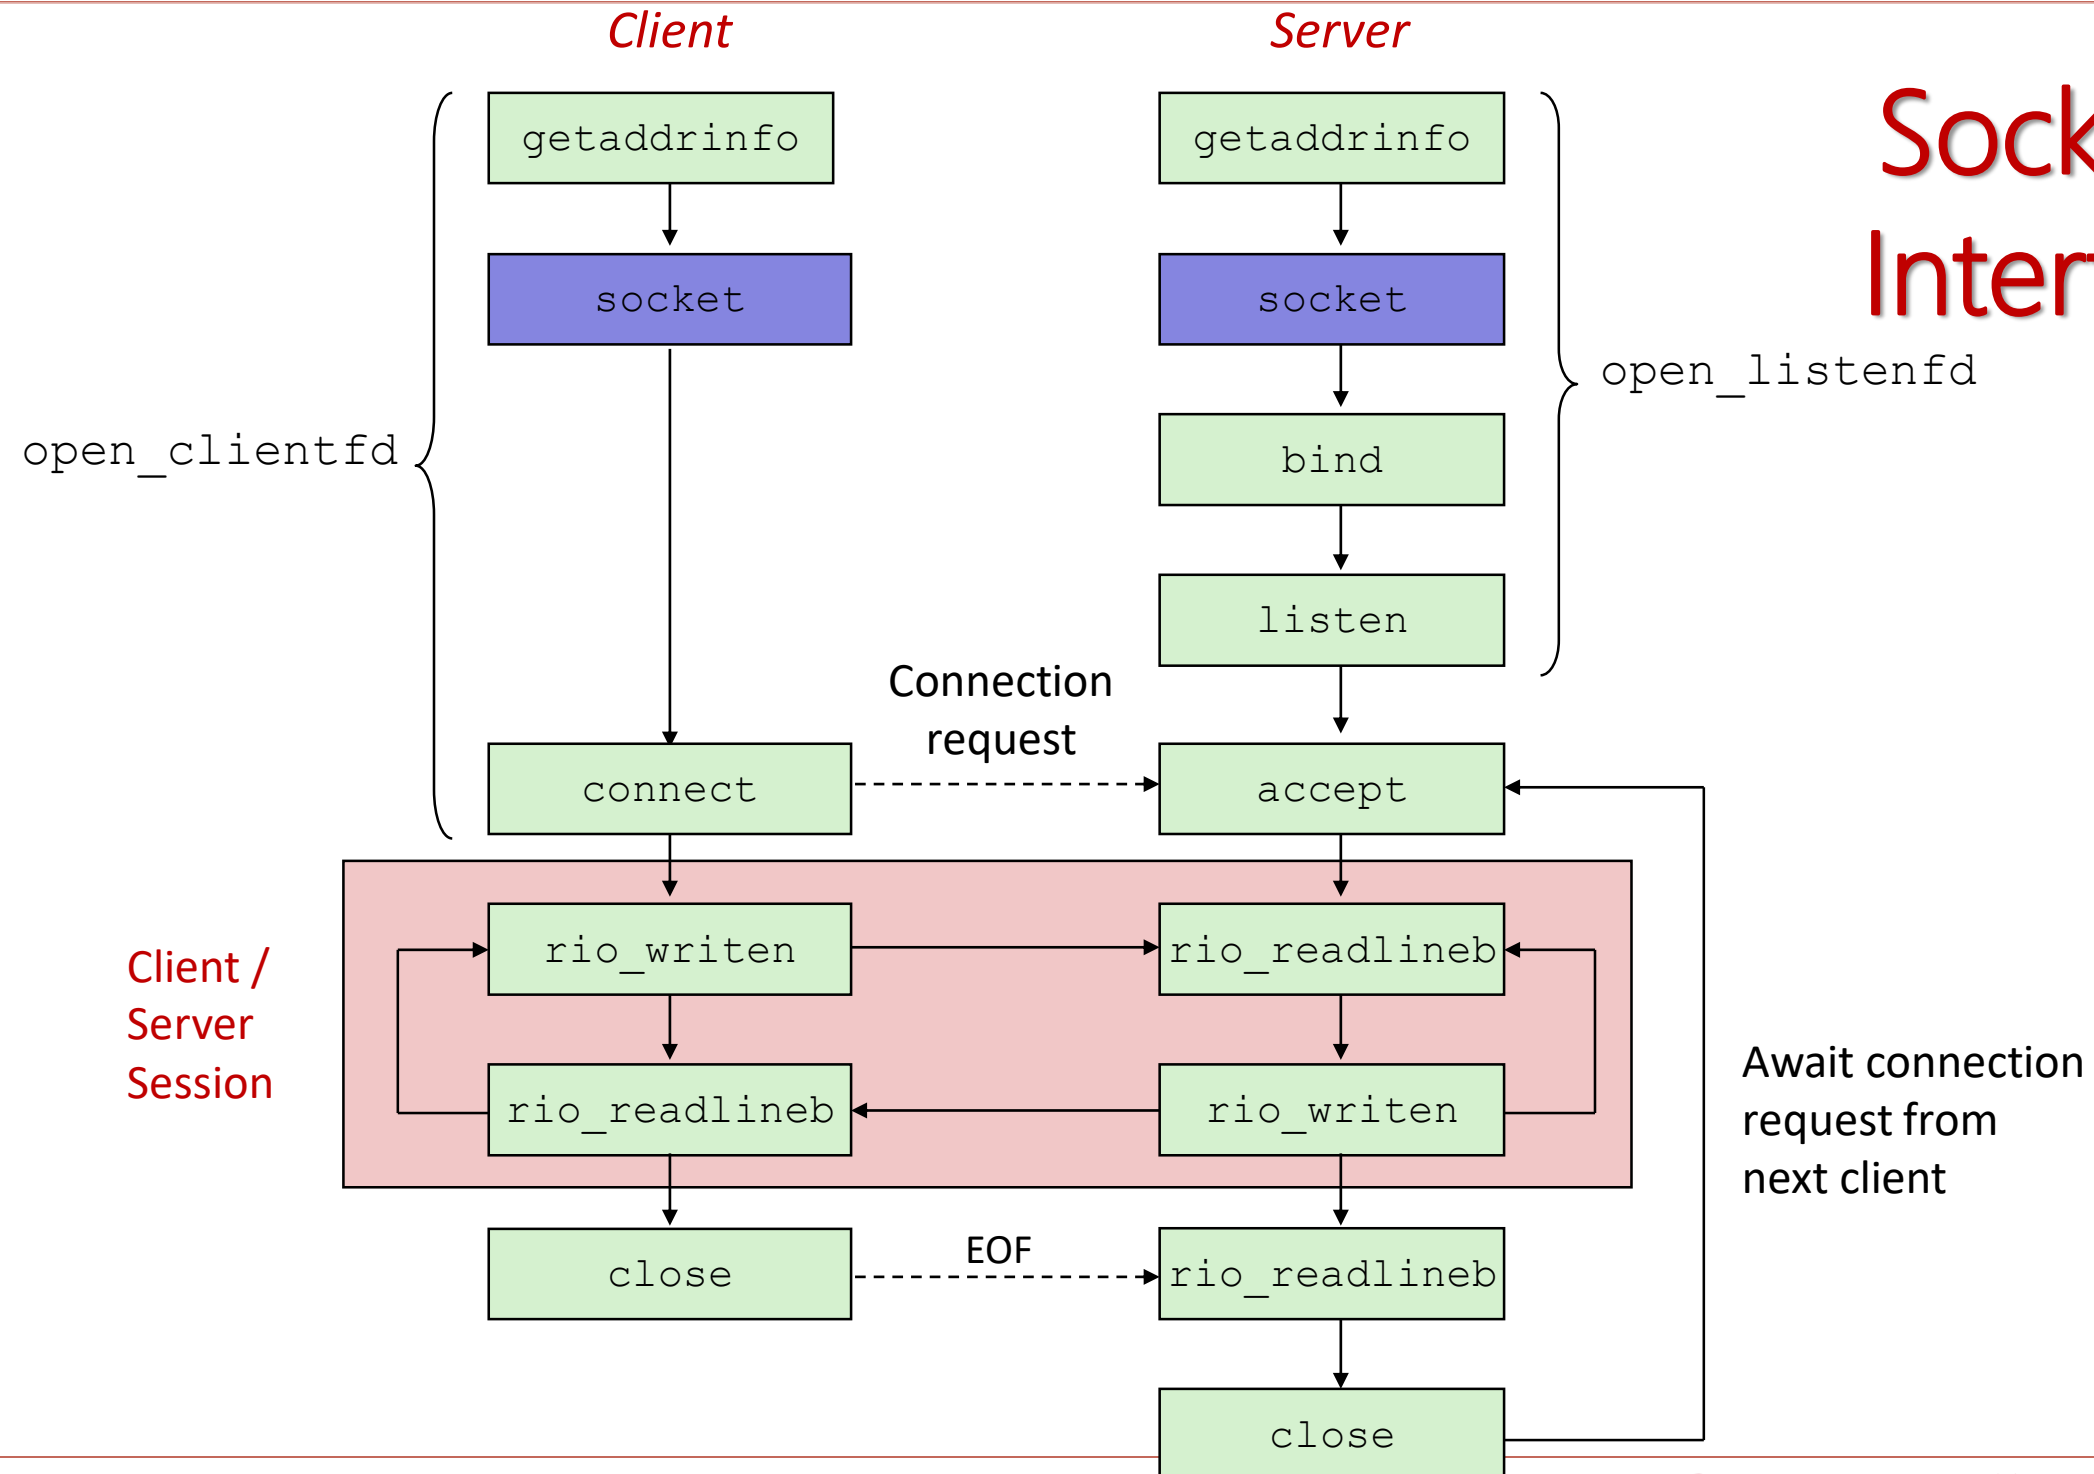 Client
Server
getaddrinfo
getaddrinfo
Sock
Inter
socket
socket
open_listenfd
open_clientfd
bind
listen
Connection
request
connect
accept
Client /
Server
Session
rio_writen
rio_readlineb
rio_readlineb
rio_writen
Await connection
request from
next client
close
EOF
rio_readlineb
close